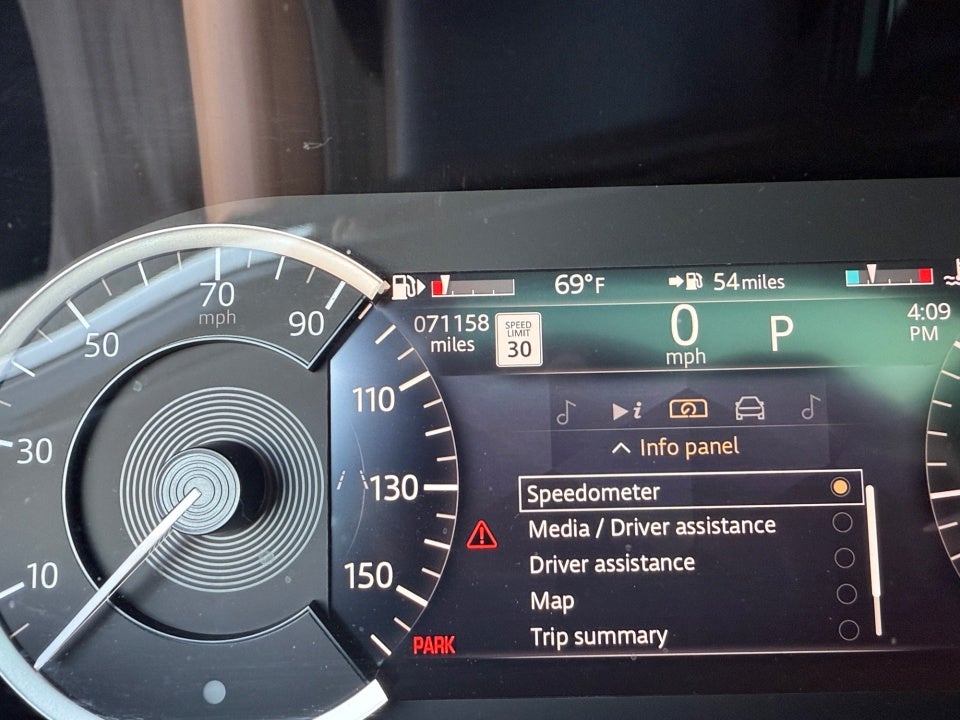 70
mph
50
90
30
10
110
130
150
69°F
54 miles
071158
miles
SPEED
LIMIT
30
0
mph
P
4:09
PM
i
Info panel
Speedometer
Media / Driver assistance
Driver assistance
Map
Trip summary
PARK